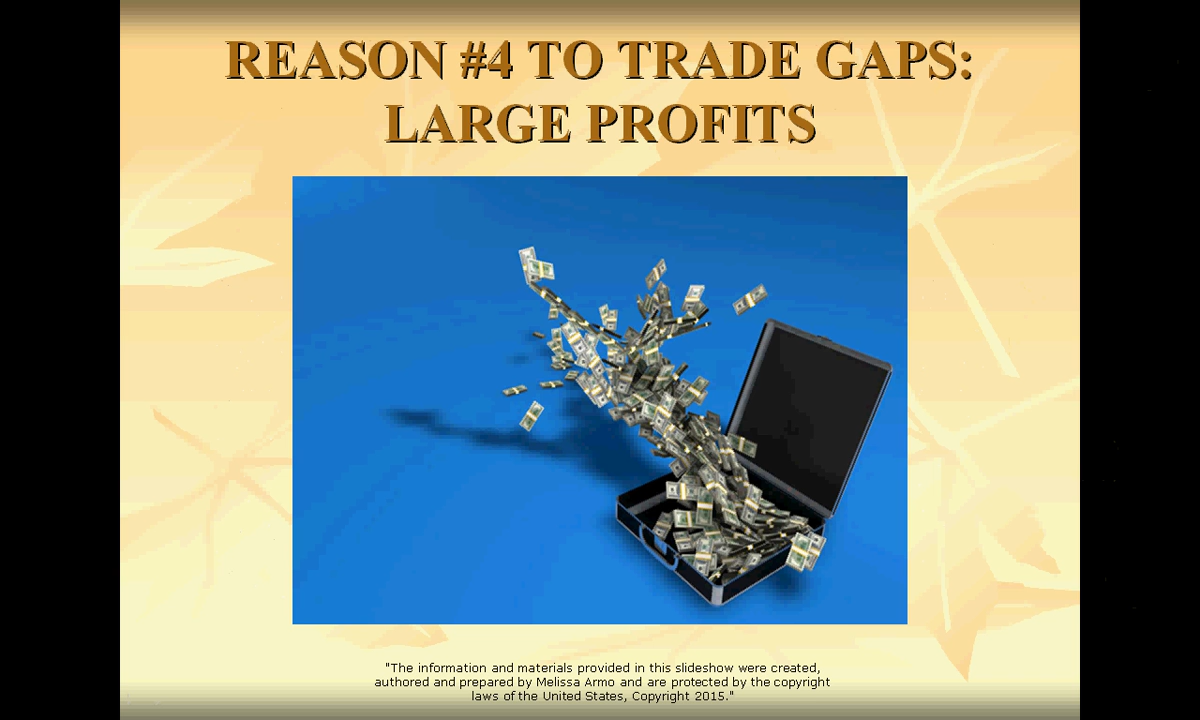 REASON #4 TO TRADE GAPS:
LARGE PROFITS
"The information and materials provided in this slideshow were created,
authored and prepared by Melissa Armo and are protected by the copyright
laws of the United States, Copyright 2015."